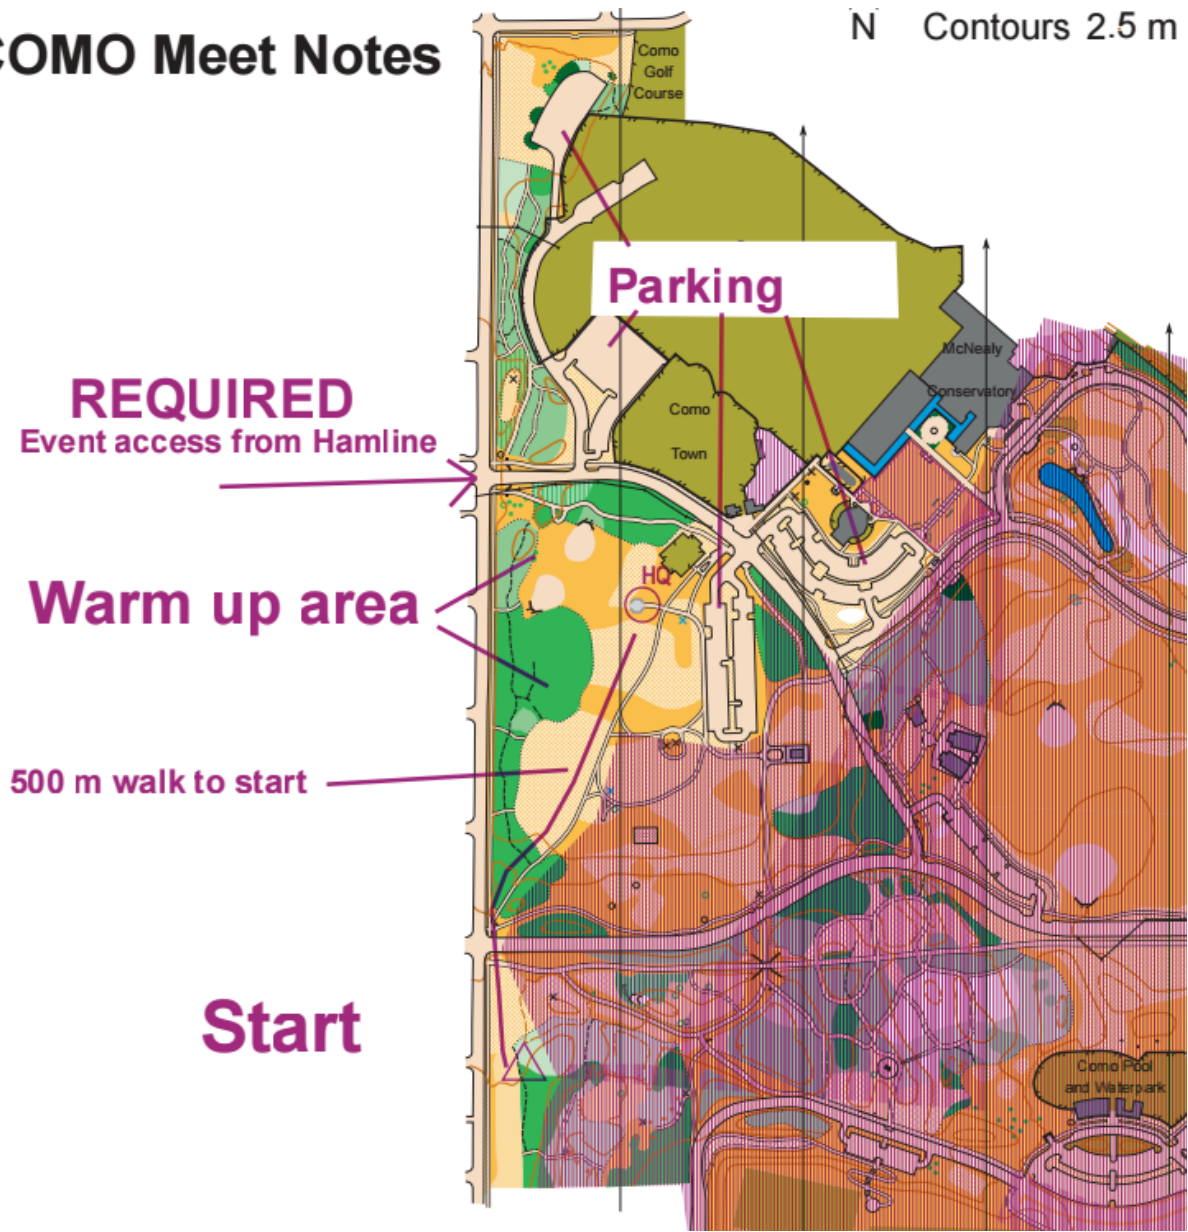 COMO Meet Notes
N Contours 2.5 m
Como
Golf
Course
Parking
McNealy
Conservatory
REQUIRED
Event access from Hamline
Como
Town
HQ
Warm up area
500 m walk to start
Start
Como Pool
and Waterpark